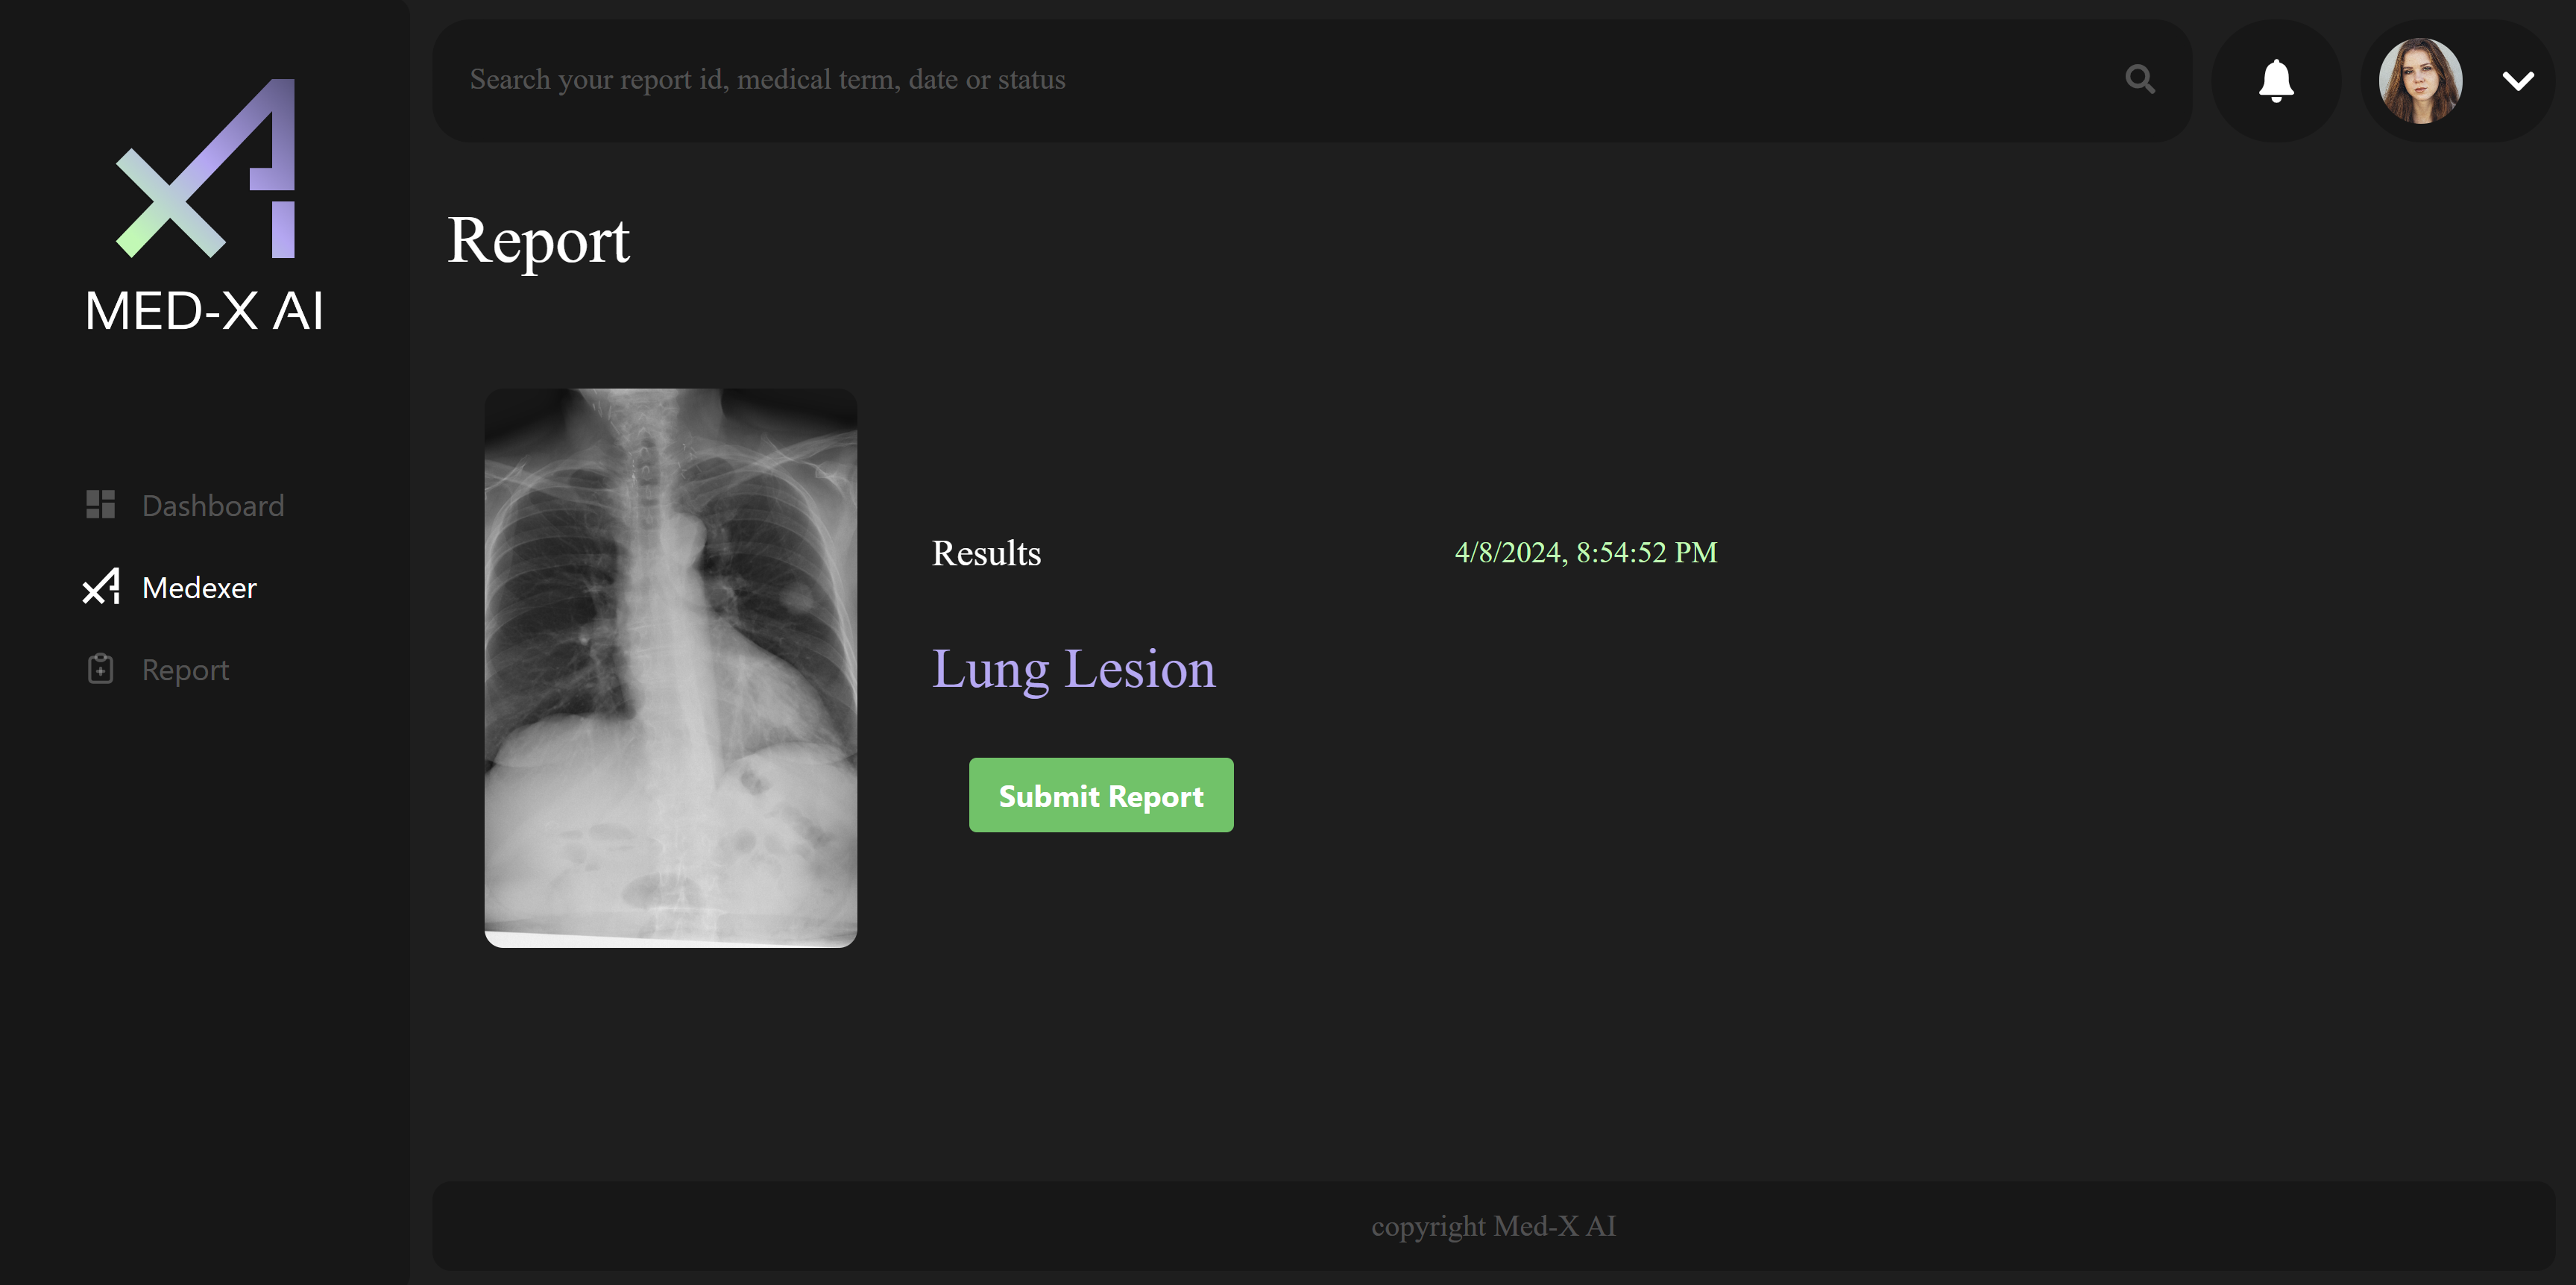 MED-X AI
Dashboard
Medexer
Report
Search your report id, medical term, date or status
Report
Results
4/8/2024, 8:54:52 PM
Lung Lesion
Submit Report
copyright Med-X AI